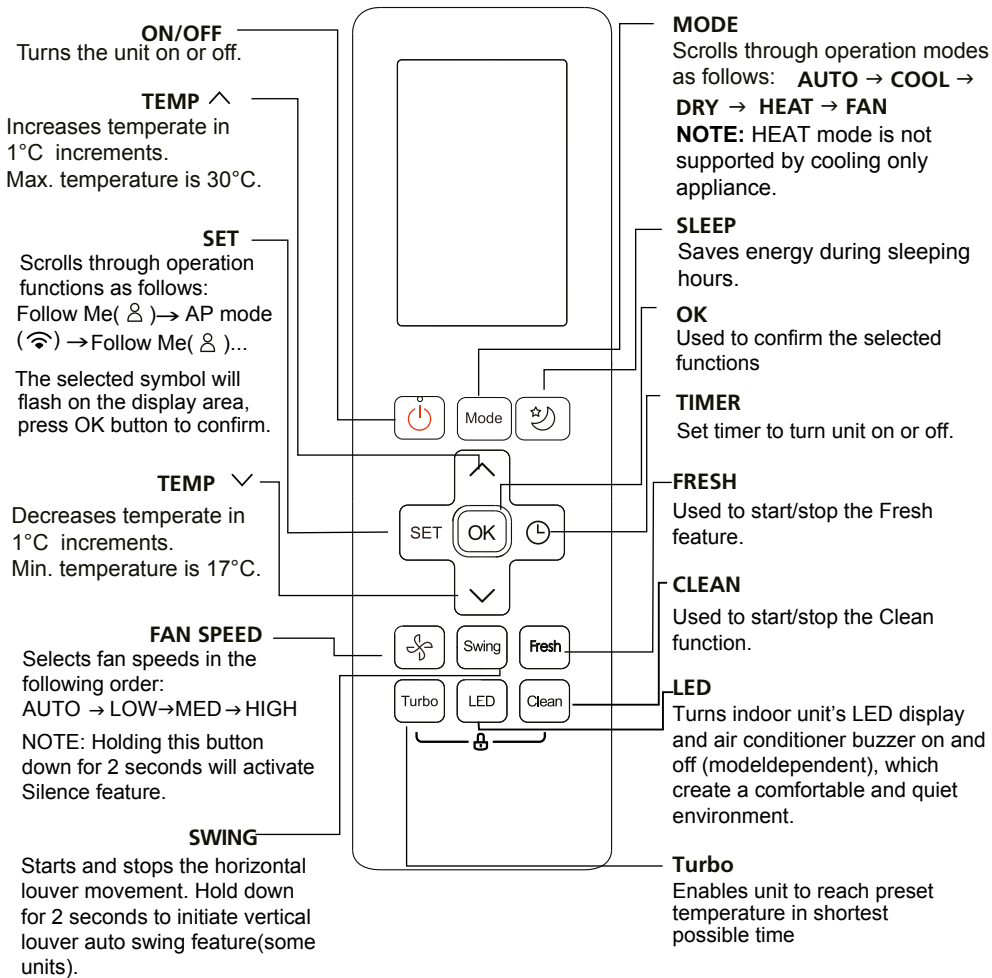 ON/OFF
Turns the unit on or off.
TEMP
Increases temperate in
1°C increments.
Max. temperature is 30°C.
SET
Scrolls through operation
functions as follows:
Follow Me( )→ AP mode
( ) →Follow Me( )...
The selected symbol will
flash on the display area,
press OK button to confirm.
TEMP
Decreases temperate in
1°C increments.
Min. temperature is 17°C.
FAN SPEED
Selects fan speeds in the
following order:
AUTO →LOW→MED→HIGH
NOTE: Holding this button
down for 2 seconds will activate
Silence feature.
SWING
Starts and stops the horizontal
louver movement. Hold down
for 2 seconds to initiate vertical
louver auto swing feature(some
units).
Mode
SET
OK
Swing
Fresh
Turbo
LED
Clean
MODE
Scrolls through operation modes
as follows: AUTO → COOL →
DRY → HEAT → FAN
NOTE: HEAT mode is not
supported by cooling only
appliance.
SLEEP
Saves energy during sleeping
hours.
OK
Used to confirm the selected
functions
TIMER
Set timer to turn unit on or off.
FRESH
Used to start/stop the Fresh
feature.
CLEAN
Used to start/stop the Clean
function.
LED
Turns indoor unit's LED display
and air conditioner buzzer on and
off (modeldependent), which
create a comfortable and quiet
environment.
Turbo
Enables unit to reach preset
temperature in shortest
possible time